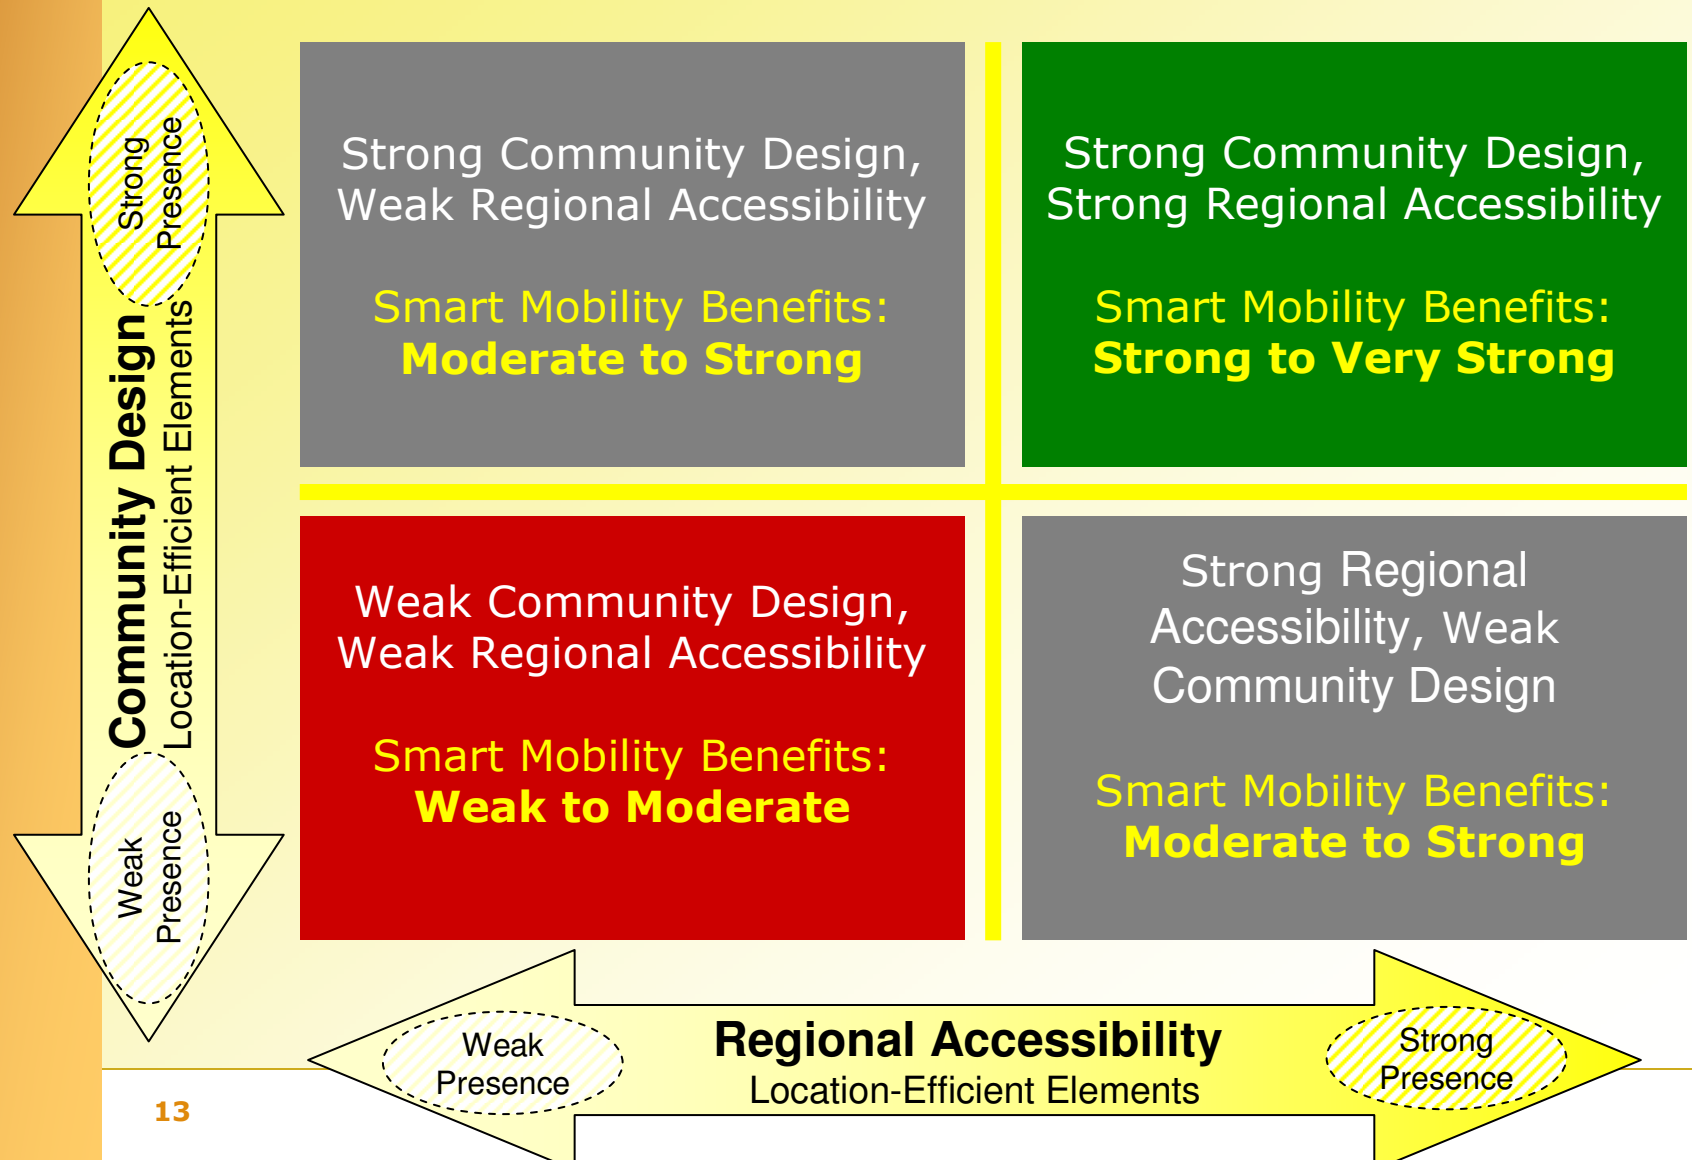 Strong
Presence
Community Design
Location-Efficient Elements
Weak
Presence
Strong Community Design,
Weak Regional Accessibility
Smart Mobility Benefits:
Moderate to Strong
Strong Community Design,
Strong Regional Accessibility
Smart Mobility Benefits:
Strong to Very Strong
Weak Community Design,
Weak Regional Accessibility
Smart Mobility Benefits:
Weak to Moderate
Strong Regional
Accessibility, Weak
Community Design
Smart Mobility Benefits:
Moderate to Strong
Weak
Presence
Regional Accessibility
Location-Efficient Elements
Strong
Presence
13